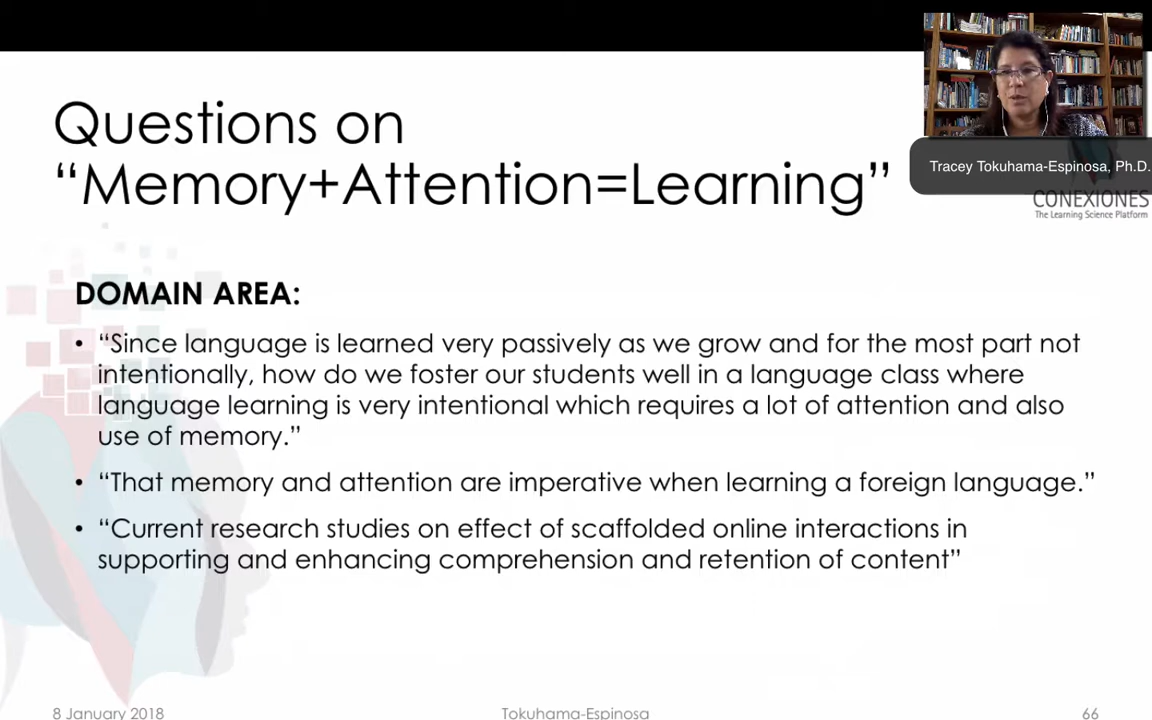 Questions on
“Memory+Attention=Learning”
Tracey Tokuhama-Espinosa, Ph.D.
CONEXIONES
The Learning Science Platform
DOMAIN AREA:
• “Since language is learned very passively as we grow and for the most part not
intentionally, how do we foster our students well in a language class where
language learning is very intentional which requires a lot of attention and also
use of memory.”
• “That memory and attention are imperative when learning a foreign language.”
• “Current research studies on effect of scaffolded online interactions in
supporting and enhancing comprehension and retention of content”
8 January 2018
Tokuhama-Espinosa
66